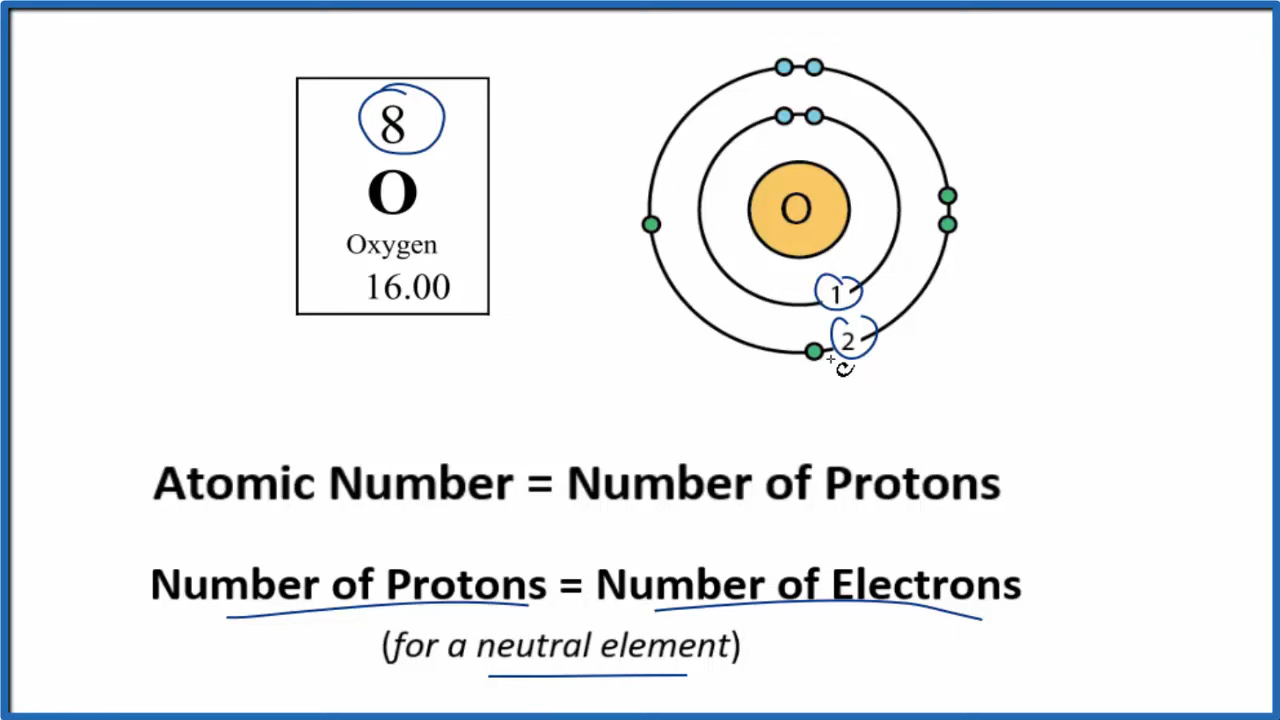 8
O
Oxygen
16.00
O
1
2
Atomic Number = Number of Protons
Number of Protons = Number of Electrons
(for a neutral element)